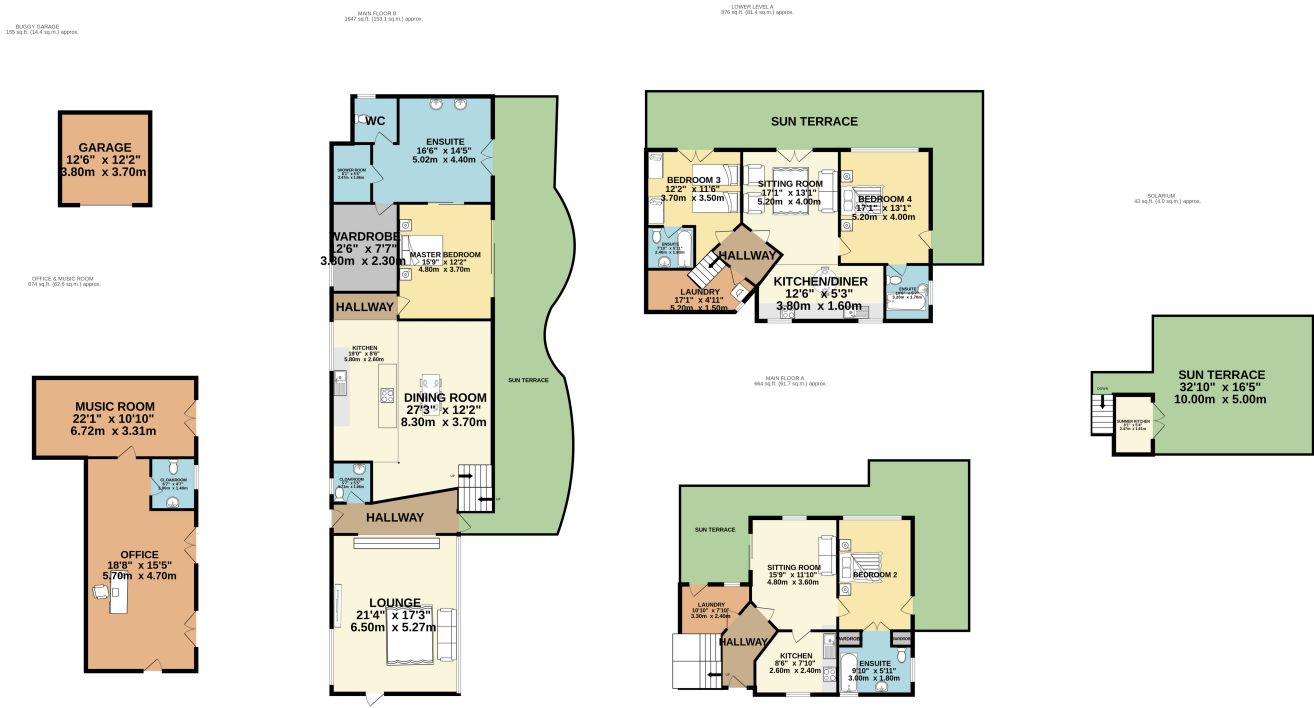 BUGGY GARAGE
155 sq.ft. (14.4 sq.m.) approx.
GARAGE
12'6" x 12'2"
3.80m x 3.70m
OFFICE & MUSIC ROOM
674 sq.ft. (62.6 sq.m.) approx.
MUSIC ROOM
22'1" x 10'10"
6.72m x 3.31m
CLOAKROOM
OFFICE
18'8" x 15'5"
5.70m x 4.70m
MAIN FLOOR B
1647 sq.ft. (153.1 sq.m.) approx.
WC
ENSUITE
16'6" x 14'5"
5.02m x 4.40m
SHOWER ROOM
WARDROBE
12'6" x 7'7"
3.80m x 2.30m
MASTER BEDROOM
15'9" x 12'2"
4.80m x 3.70m
HALLWAY
KITCHEN
19'0" x 8'6"
5.80m x 2.60m
SUN TERRACE
DINING ROOM
27'3" x 12'2"
8.30m x 3.70m
CLOAKROOM
UP
UP
HALLWAY
LOUNGE
21'4" x 17'3"
6.50m x 5.27m
LOWER LEVEL A
876 sq.ft. (81.4 sq.m.) approx.
SUN TERRACE
BEDROOM 3
12'2" x 11'6"
3.70m x 3.50m
SITTING ROOM
17'1" x 13'1"
5.20m x 4.00m
BEDROOM 4
17'1" x 13'1"
5.20m x 4.00m
ENSUITE
HALLWAY
LAUNDRY
17'1" x 4'11"
5.20m x 1.50m
KITCHEN/DINER
12'6" x 5'3"
3.80m x 1.60m
ENSUITE
MAIN FLOOR A
664 sq.ft. (61.7 sq.m.) approx.
SUN TERRACE
SITTING ROOM
15'9" x 11'10"
4.80m x 3.60m
BEDROOM 2
LAUNDRY
10'10" x 7'10"
3.30m x 2.40m
HALLWAY
UP
KITCHEN
8'6" x 7'10"
2.60m x 2.40m
ENSUITE
9'10" x 5'11"
3.00m x 1.80m
SOLARIUM
43 sq.ft. (4.0 sq.m.) approx.
SUN TERRACE
32'10" x 16'5"
10.00m x 5.00m
DOWN
SUMMER KITCHEN